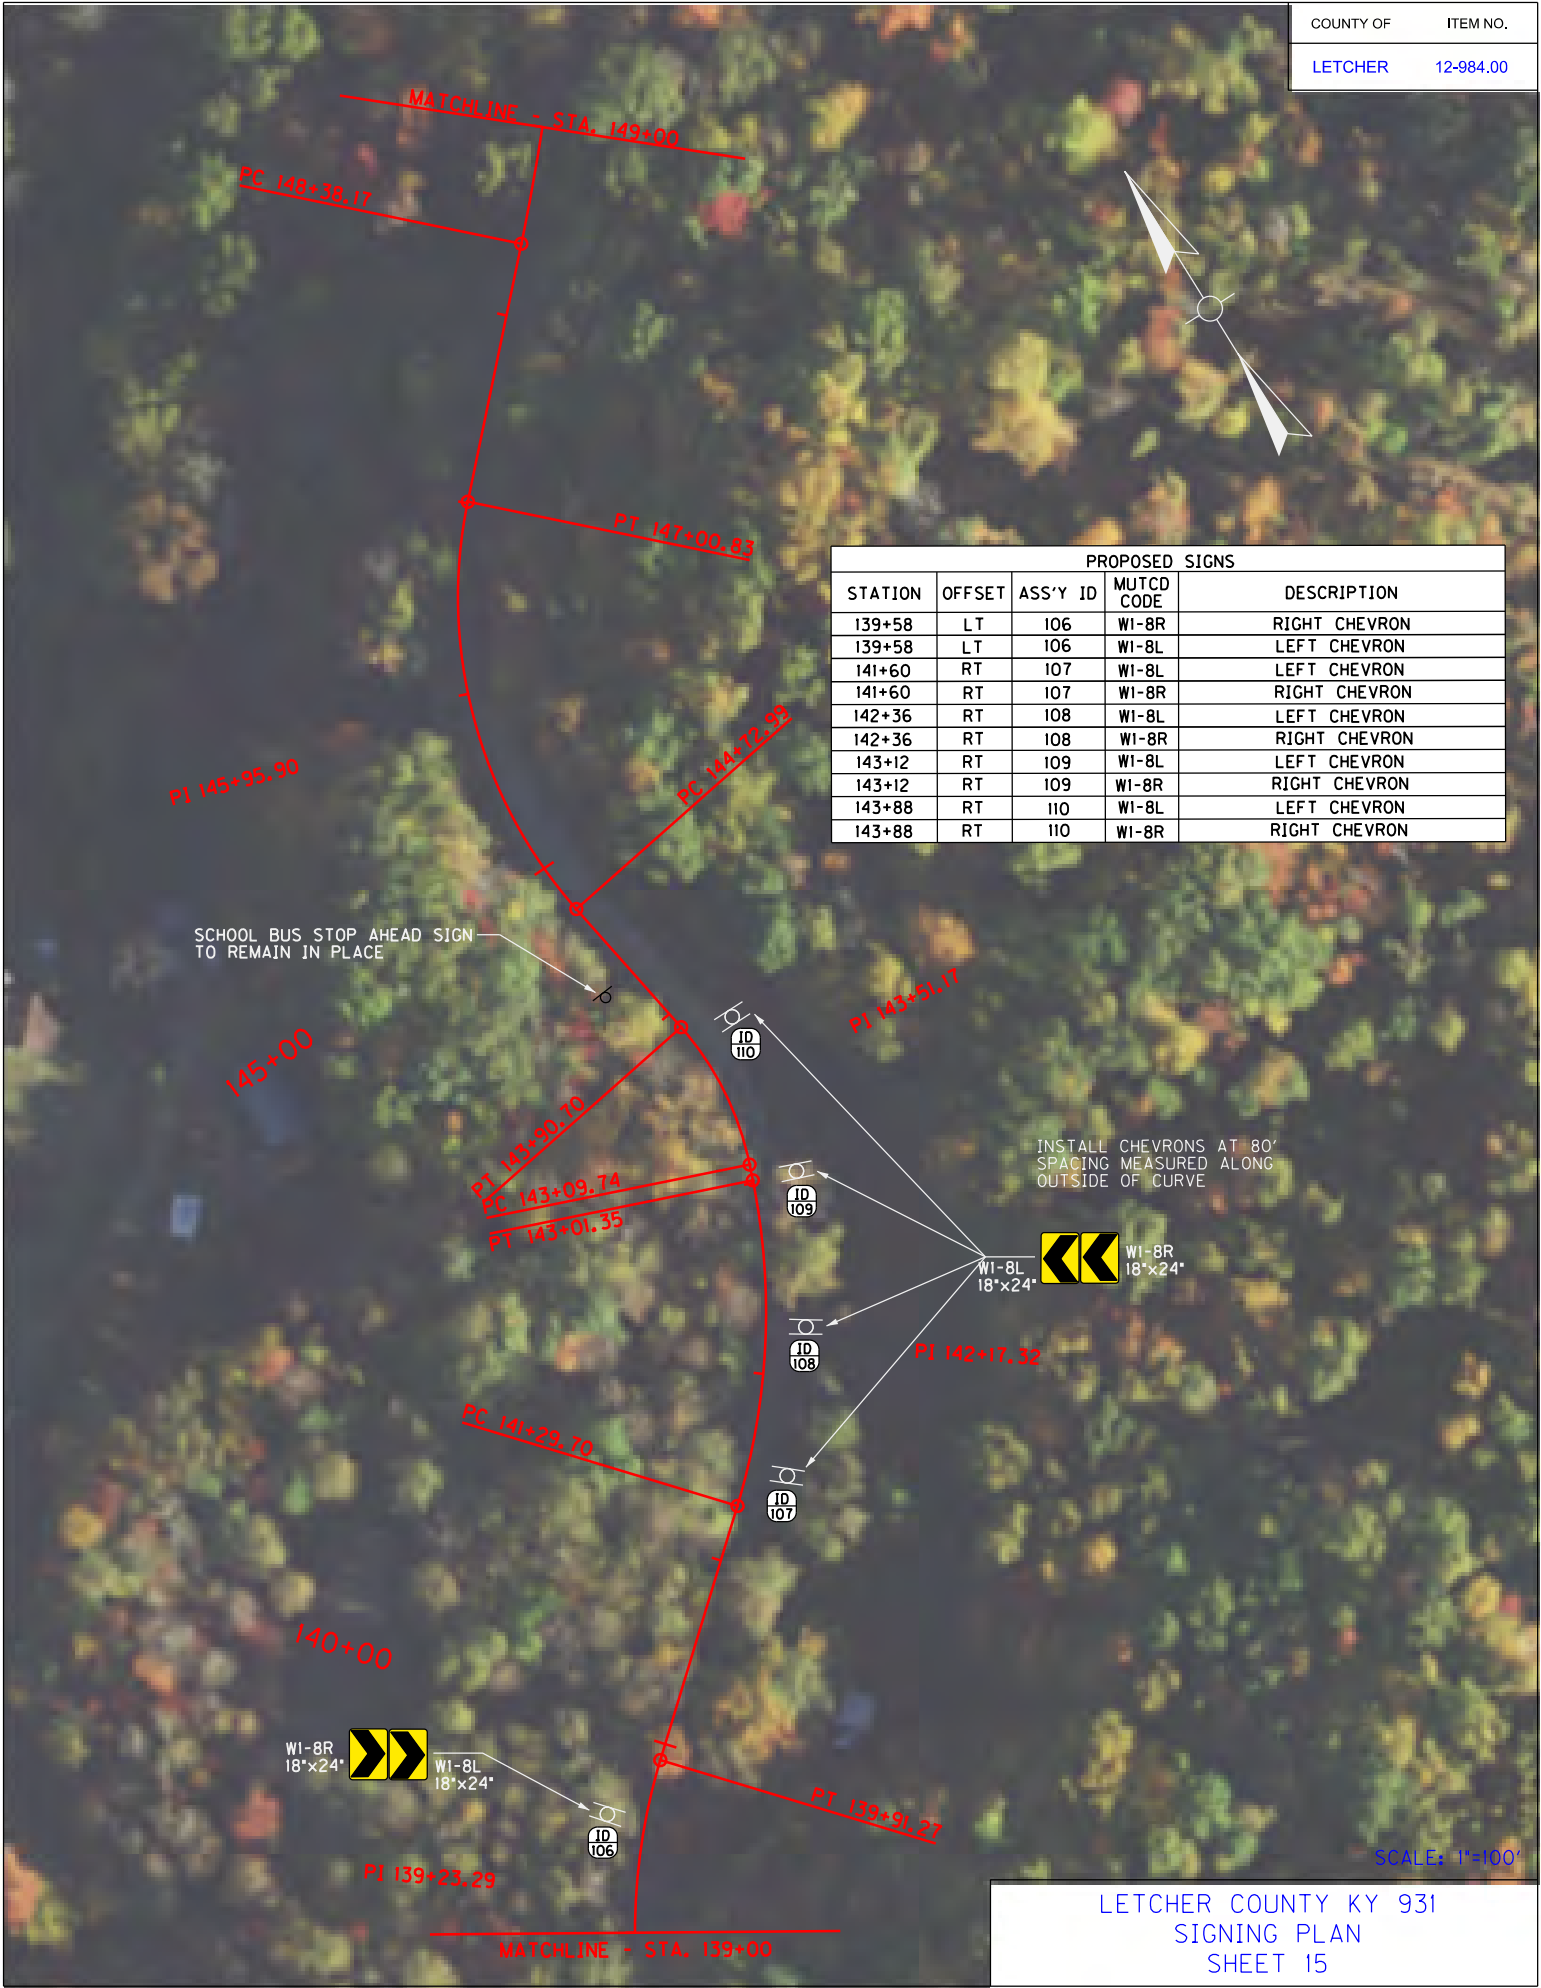 COUNTY OF ITEM NO.
LETCHER 12-984.00
MATCHLINE - STA. 149+00
PC 148+38.17
PT 147+00.83
PROPOSED SIGNS
STATION OFFSET ASS'Y ID MUTCD CODE DESCRIPTION
139+58 LT 106 W1-8R RIGHT CHEVRON
139+58 LT 106 W1-8L LEFT CHEVRON
141+60 RT 107 W1-8L LEFT CHEVRON
141+60 RT 107 W1-8R RIGHT CHEVRON
142+36 RT 108 W1-8L LEFT CHEVRON
142+36 RT 108 W1-8R RIGHT CHEVRON
143+12 RT 109 W1-8L LEFT CHEVRON
143+12 RT 109 W1-8R RIGHT CHEVRON
143+88 RT 110 W1-8L LEFT CHEVRON
143+88 RT 110 W1-8R RIGHT CHEVRON
PC 144+72.99
PI 145+95.90
SCHOOL BUS STOP AHEAD SIGN
TO REMAIN IN PLACE
PI 143+51.17
145+00
ID
110
PT 143+90.70
PC 143+09.74
PT 143+01.35
INSTALL CHEVRONS AT 80'
SPACING MEASURED ALONG
OUTSIDE OF CURVE
ID
109
W1-8L
18"x24"
W1-8R
18"x24"
ID
108
PI 142+17.32
PC 141+29.70
ID
107
140+00
W1-8R
18"x24"
W1-8L
18"x24"
ID
106
PT 139+91.27
PI 139+23.29
SCALE: 1"=100'
MATCHLINE - STA. 139+00
LETCHER COUNTY KY 931
SIGNING PLAN
SHEET 15